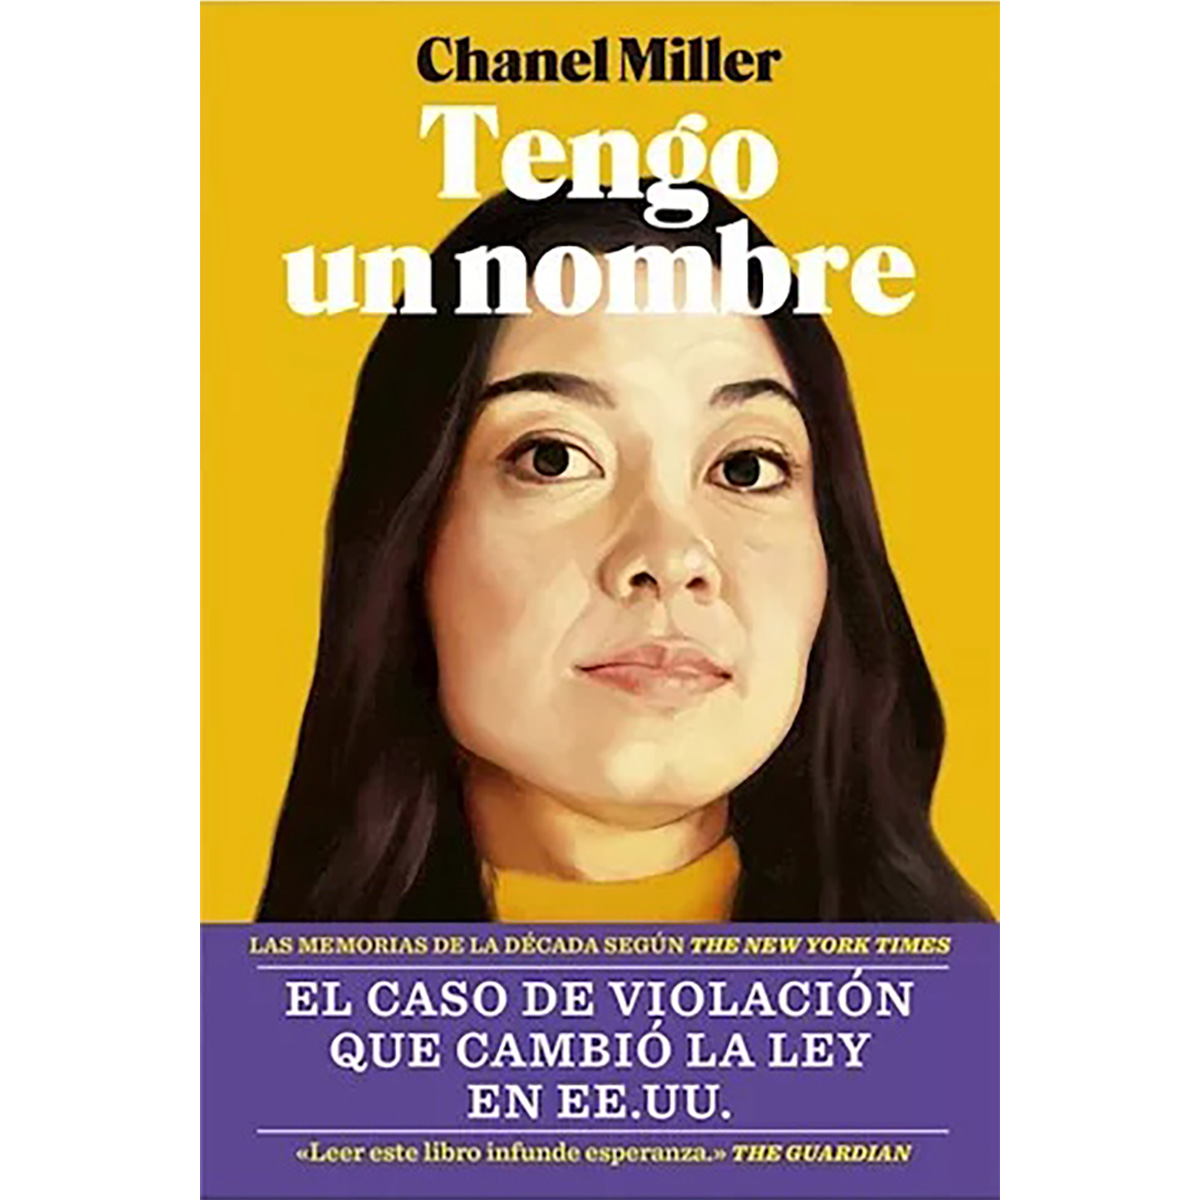 Chanel Miller
Tengo
un nombre
LAS MEMORIAS DE LA DÉCADA SEGÚN THE NEW YORK TIMES
EL CASO DE VIOLACIÓN
QUE CAMBIÓ LA LEY
EN EE.UU.
«Leer este libro infunde esperanza.» THE GUARDIAN